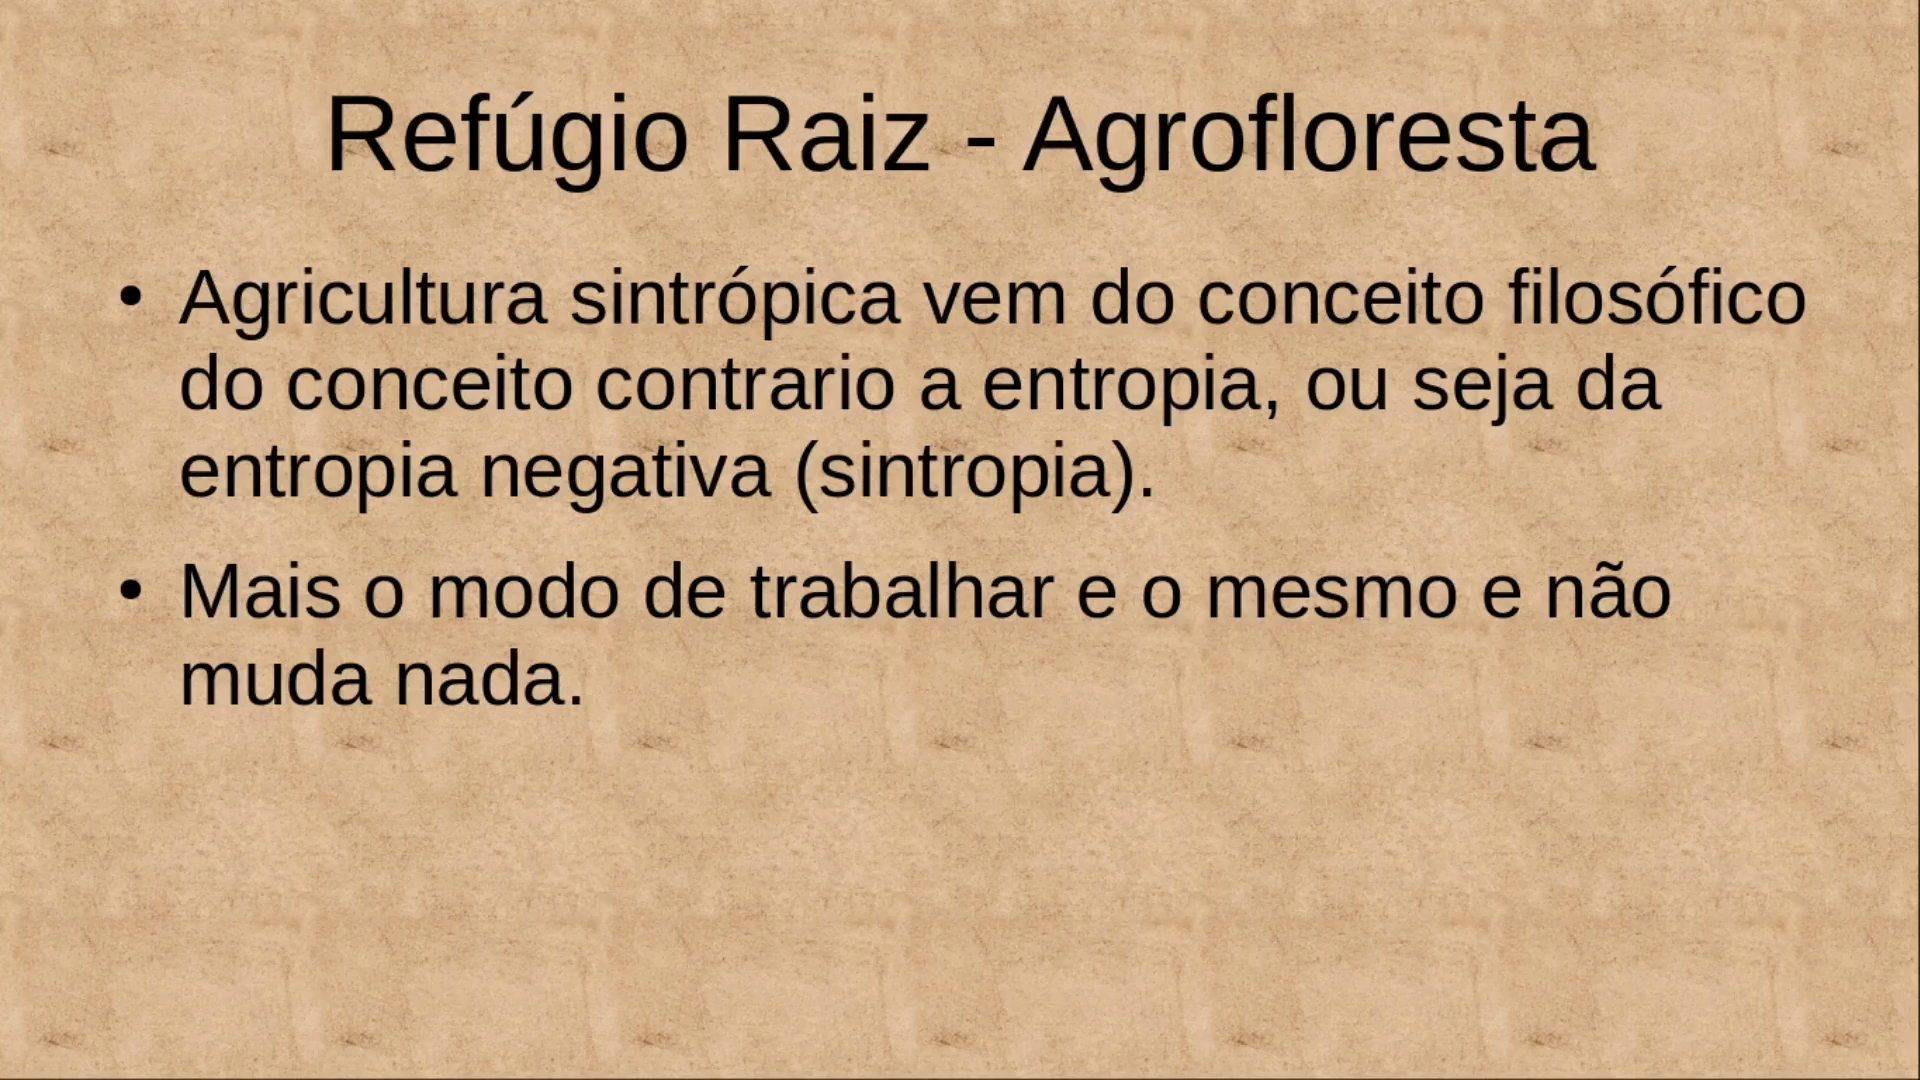 Refúgio Raiz - Agrofloresta
• Agricultura sintrópica vem do conceito filosófico
do conceito contrario a entropia, ou seja da
entropia negativa (sintropia).
• Mais o modo de trabalhar e o mesmo e não
muda nada.